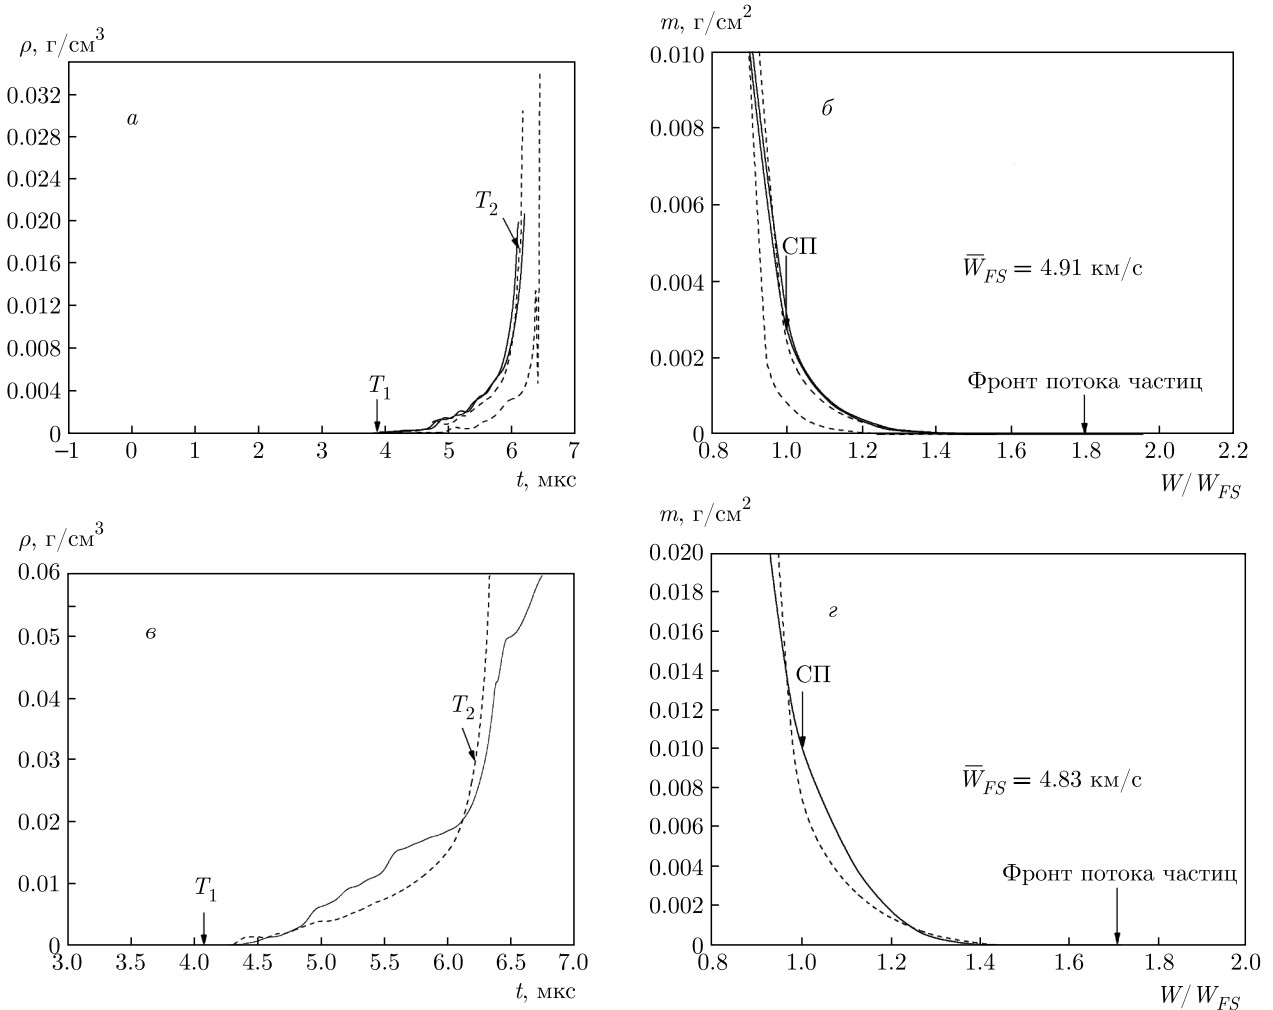 ρ, г/см³
0.032
0.028
0.024
0.020
0.016
0.012
0.008
0.004
0
−1 0 1 2 3 4 5 6 7
t, мкс
а
T₁
T₂
m, г/см²
0.010
0.008
0.006
0.004
0.002
0
0.8 1.0 1.2 1.4 1.6 1.8 2.0 2.2
W/W_FS
б
СП
W̅_FS = 4.91 км/с
Фронт потока частиц
ρ, г/см³
0.06
0.05
0.04
0.03
0.02
0.01
0
3.0 3.5 4.0 4.5 5.0 5.5 6.0 6.5 7.0
t, мкс
в
T₁
T₂
m, г/см²
0.020
0.018
0.016
0.014
0.012
0.010
0.008
0.006
0.004
0.002
0
0.8 1.0 1.2 1.4 1.6 1.8 2.0
W/W_FS
г
СП
W̅_FS = 4.83 км/с
Фронт потока частиц